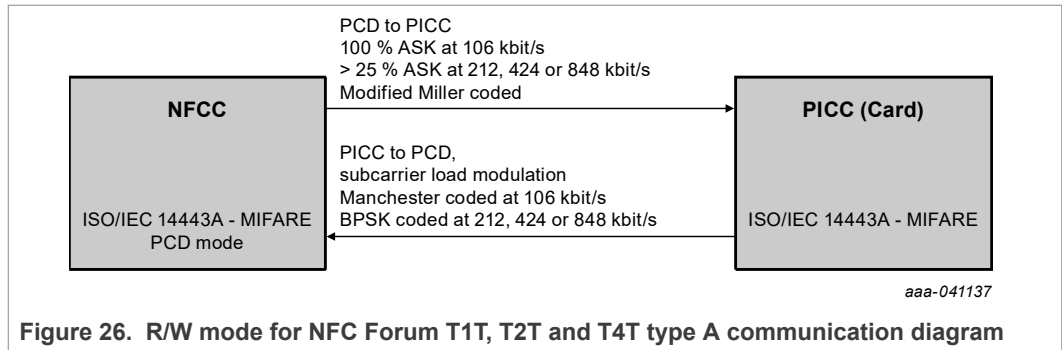 PCD to PICC
100 % ASK at 106 kbit/s
> 25 % ASK at 212, 424 or 848 kbit/s
Modified Miller coded
NFCC
PICC (Card)
PICC to PCD,
subcarrier load modulation
Manchester coded at 106 kbit/s
BPSK coded at 212, 424 or 848 kbit/s
ISO/IEC 14443A - MIFARE
PCD mode
ISO/IEC 14443A - MIFARE
aaa-041137
Figure 26. R/W mode for NFC Forum T1T, T2T and T4T type A communication diagram